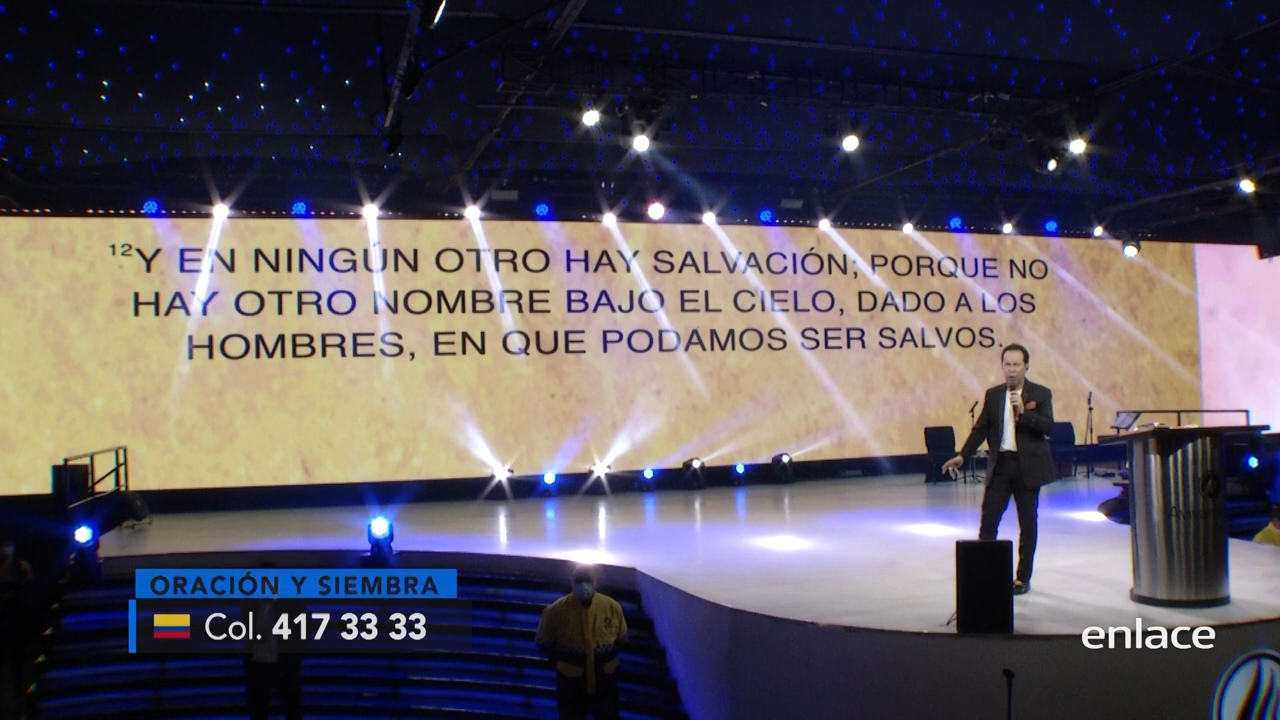 ¹²Y EN NINGÚN OTRO HAY SALVACIÓN; PORQUE NO
HAY OTRO NOMBRE BAJO EL CIELO, DADO A LOS
HOMBRES, EN QUE PODAMOS SER SALVOS.
ORACIÓN Y SIEMBRA
Col. 417 33 33
enlace